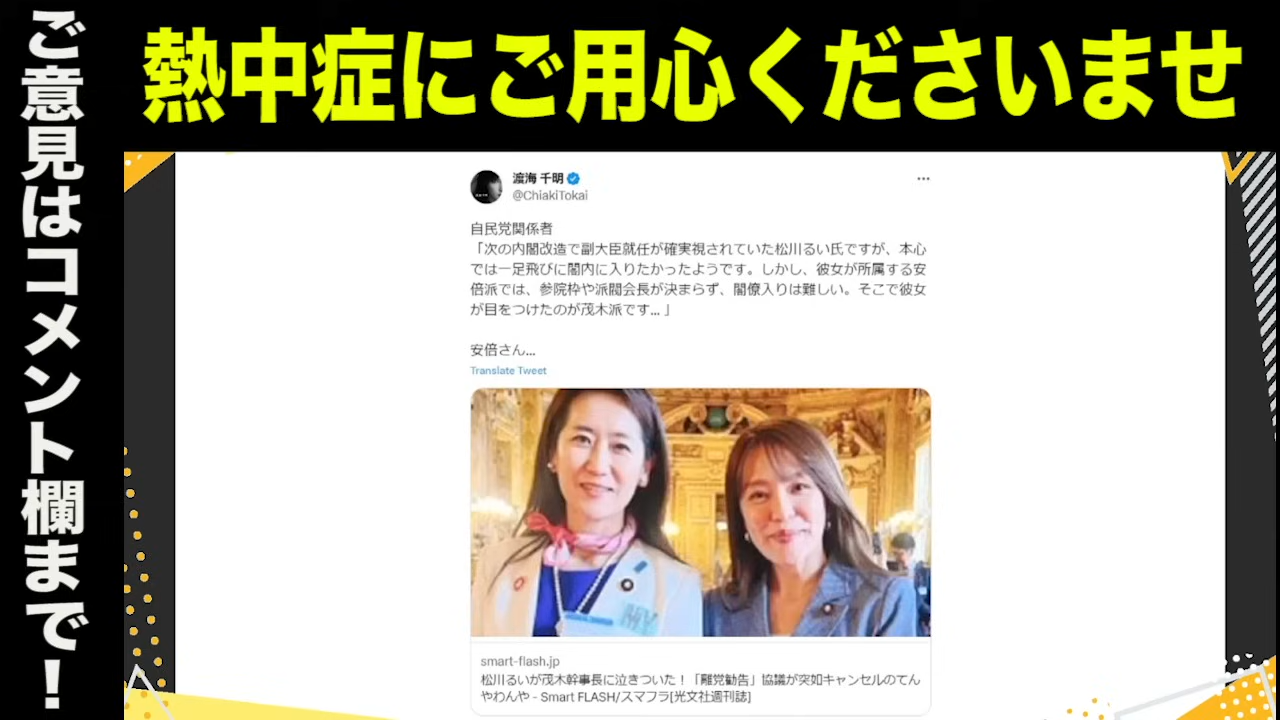 熱中症にご用心くださいませ
ご意見はコメント欄まで！
渡海 千明
@ChiakiTokai
自民党関係者
「次の内閣改造で副大臣就任が確実視されていた松川るい氏ですが、本心
では一足飛びに閣内に入りたかったようです。しかし、彼女が所属する安
倍派では、参院枠や派閥会長が決まらず、閣僚入りは難しい。そこで彼女
が目をつけたのが茂木派です... 」
安倍さん...
Translate Tweet
smart-flash.jp
松川るいが茂木幹事長に泣きついた！「離党勧告」協議が突如キャンセルのてん
やわんや - Smart FLASH/スマフラ[光文社週刊誌]